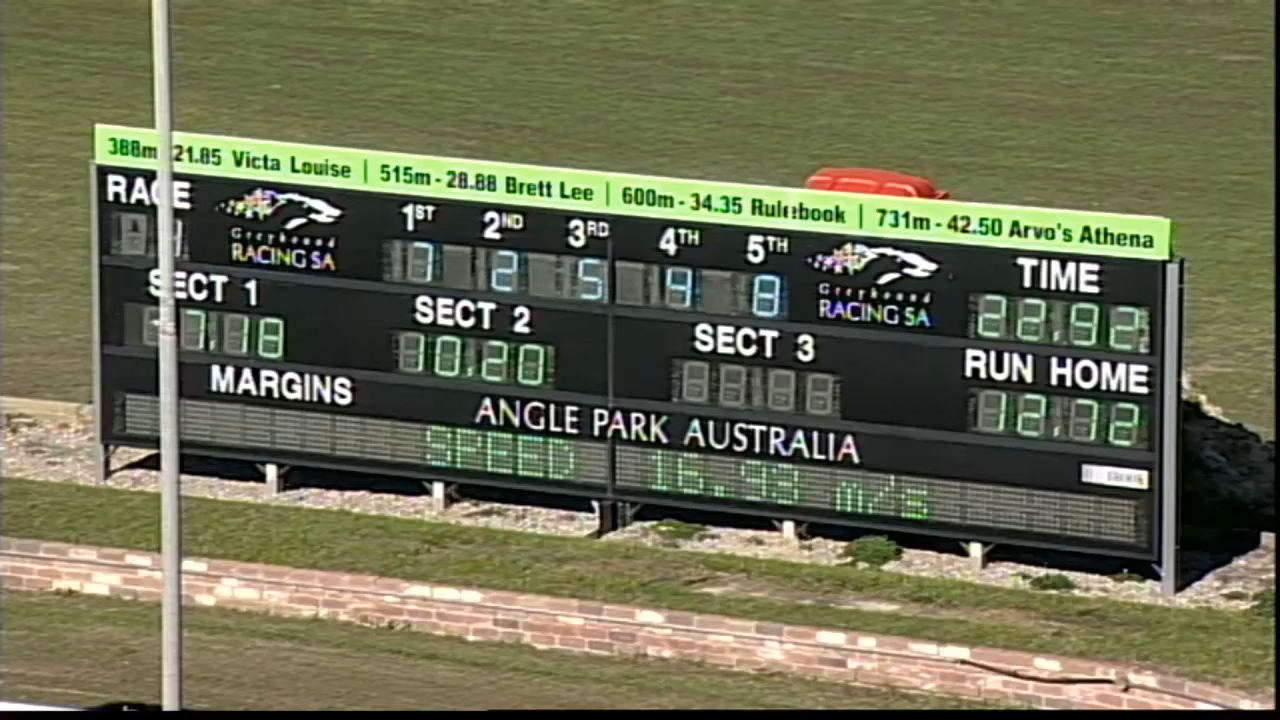 388m 21.85 Victa Louise | 515m - 28.88 Brett Lee | 600m - 34.35 Rulebook | 731m - 42.50 Arvo's Athena
RACE 1ST 2ND 3RD 4TH 5TH TIME
Greyhound RACING SA 7 2 5 4 8 Greyhound RACING SA 22.92
SECT 1 SECT 2 SECT 3 RUN HOME
7.18 10.20 12.72
MARGINS ANGLE PARK AUSTRALIA
SPEED 16.93 m/s